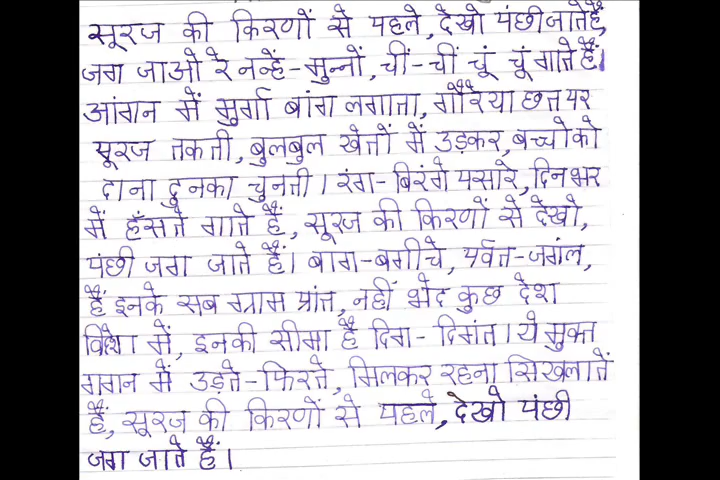 सूरज की किरणों से पहले, देखो पंछी जाते हैं,
जग जाओ रे नन्हें-मुन्नों, चीं-चीं चूं चूं गाते हैं।
आंगन में मुर्गा बांग लगाता, गौरैया छत पर
सूरज तकती, बुलबुल खेतों में उड़कर, बच्चो को
दाना दुनका चुनती। रंग-बिरंगे पसारे, दिन भर
में हँसते गाते हैं, सूरज की किरणों से देखो,
पंछी जग जाते हैं। बाग-बगीचे, पर्वत-जगंल,
हैं इनके सब ग्राम प्रांत, नहीं भेद कुछ देश
विदेश में, इनकी सीमा है दिग-दिगंत। ये मुक्त
गगन में उड़ते-फिरते, मिलकर रहना सिखलातें
हैं, सूरज की किरणों से पहले, देखो पंछी
जग जाते हैं।